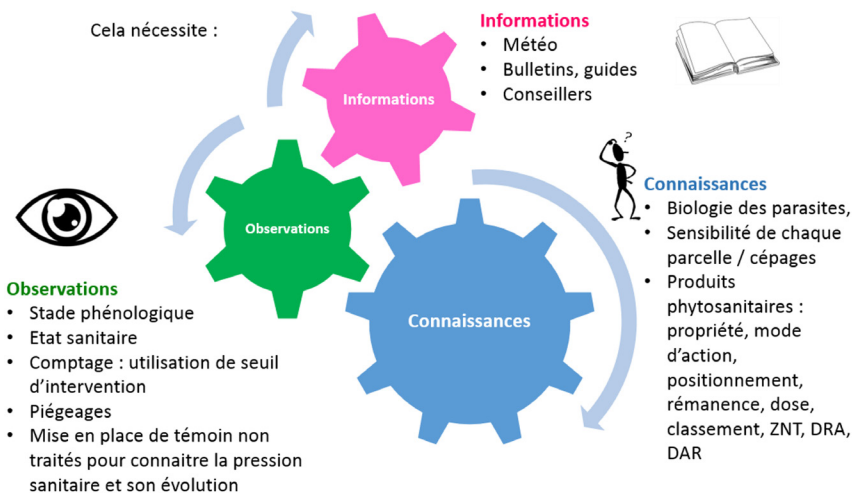 Cela nécessite :
Informations
• Météo
• Bulletins, guides
• Conseillers
Informations
?
Observations
Connaissances
Connaissances
• Biologie des parasites,
• Sensibilité de chaque
parcelle / cépages
• Produits
phytosanitaires :
propriété, mode
d'action,
positionnement,
rémanence, dose,
classement, ZNT, DRA,
DAR
Observations
• Stade phénologique
• Etat sanitaire
• Comptage : utilisation de seuil
d'intervention
• Piégeages
• Mise en place de témoin non
traités pour connaitre la pression
sanitaire et son évolution